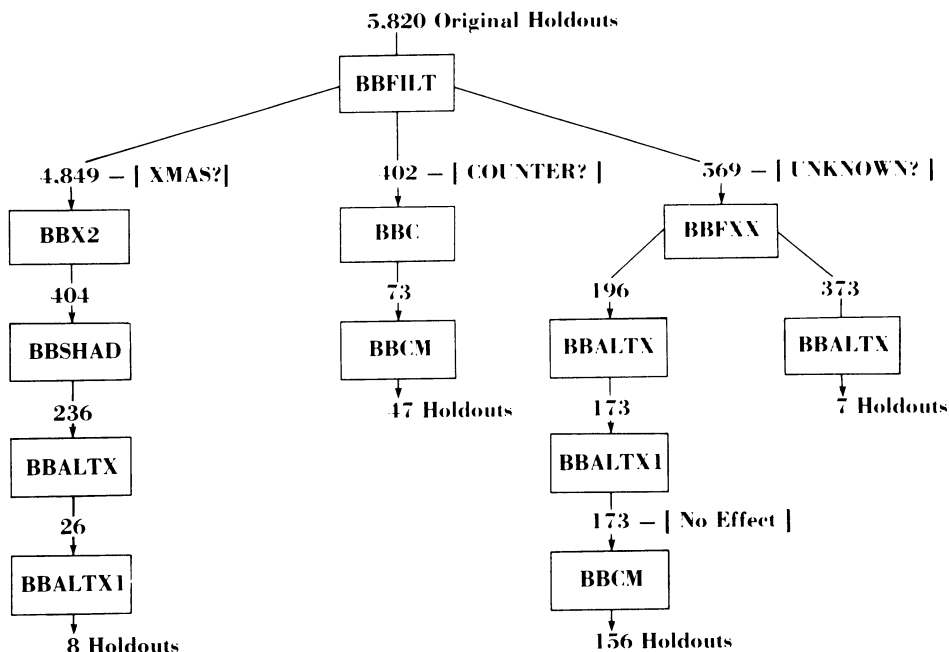 5,820 Original Holdouts
BBFILT
4,849 – [ XMAS?]
402 – [ COUNTER? ]
569 – [ UNKNOWN? ]
BBX2
BBC
BBFXX
404
73
196
373
BBSHAD
BBCM
BBALTX
BBALTX
236
47 Holdouts
173
7 Holdouts
BBALTX
BBALTX1
26
173 – [ No Effect ]
BBALTX1
BBCM
8 Holdouts
156 Holdouts